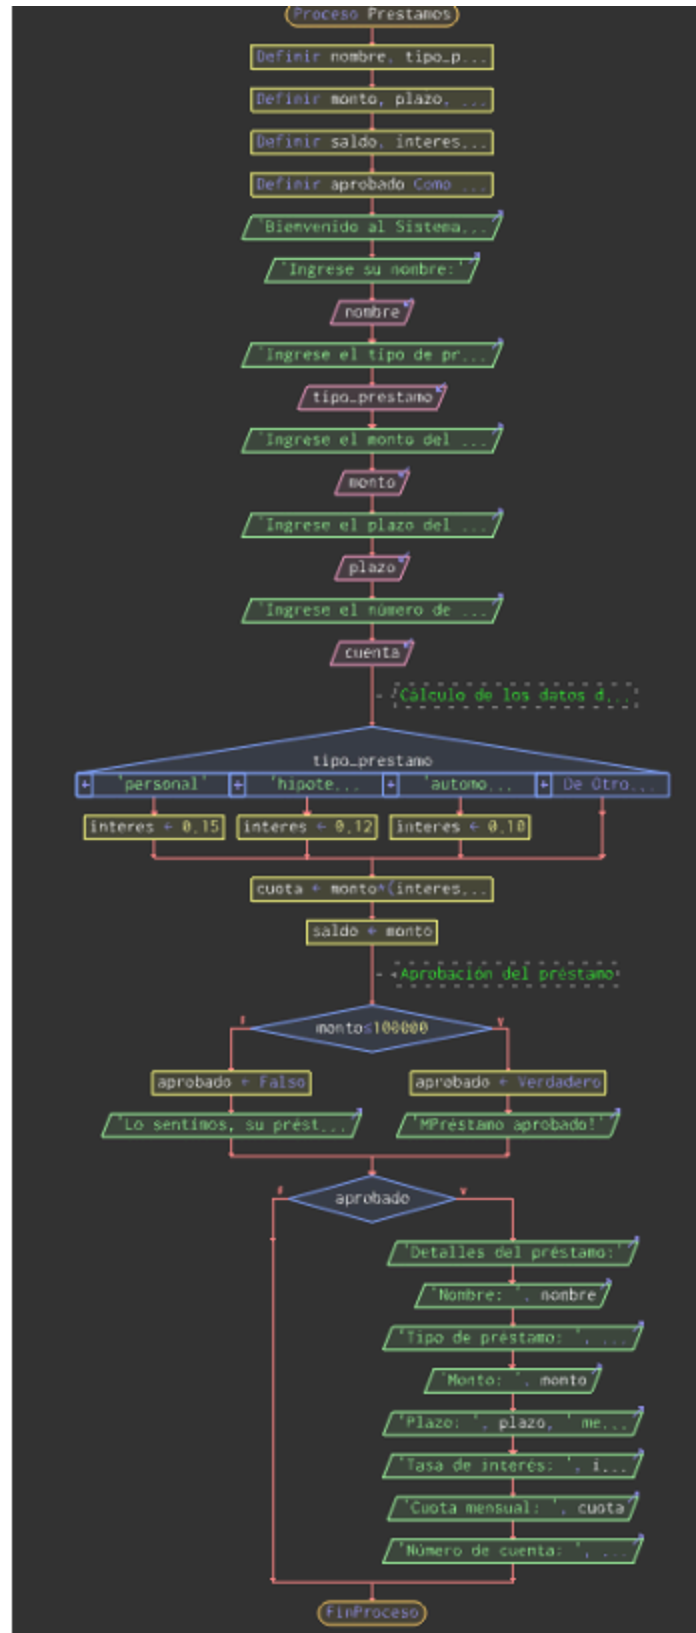 Proceso Prestamos
Definir nombre, tipo_p...
Definir monto, plazo, ...
Definir saldo, interes...
Definir aprobado Como ...
'Bienvenido al Sistema...
'Ingrese su nombre:'
nombre
'Ingrese el tipo de pr...
tipo_prestamo
'Ingrese el monto del ...
monto
'Ingrese el plazo del ...
plazo
'Ingrese el número de ...
cuenta
Cálculo de los datos d...
tipo_prestamo
+ 'personal' + 'hipote... + 'automo... + De Otro...
interes ← 0.15 interes ← 0.12 interes ← 0.10
cuota ← monto*(interes...
saldo ← monto
Aprobación del préstamo
F monto≤100000 V
aprobado ← Falso aprobado ← Verdadero
'Lo sentimos, su prést... 'MPréstamo aprobado!'
F aprobado V
'Detalles del préstamo:'
'Nombre: ', nombre
'Tipo de préstamo: ', ...
'Monto: ', monto
'Plazo: ', plazo, ' me...
'Tasa de interés: ', i...
'Cuota mensual: ', cuota
'Número de cuenta: ', ...
FinProceso